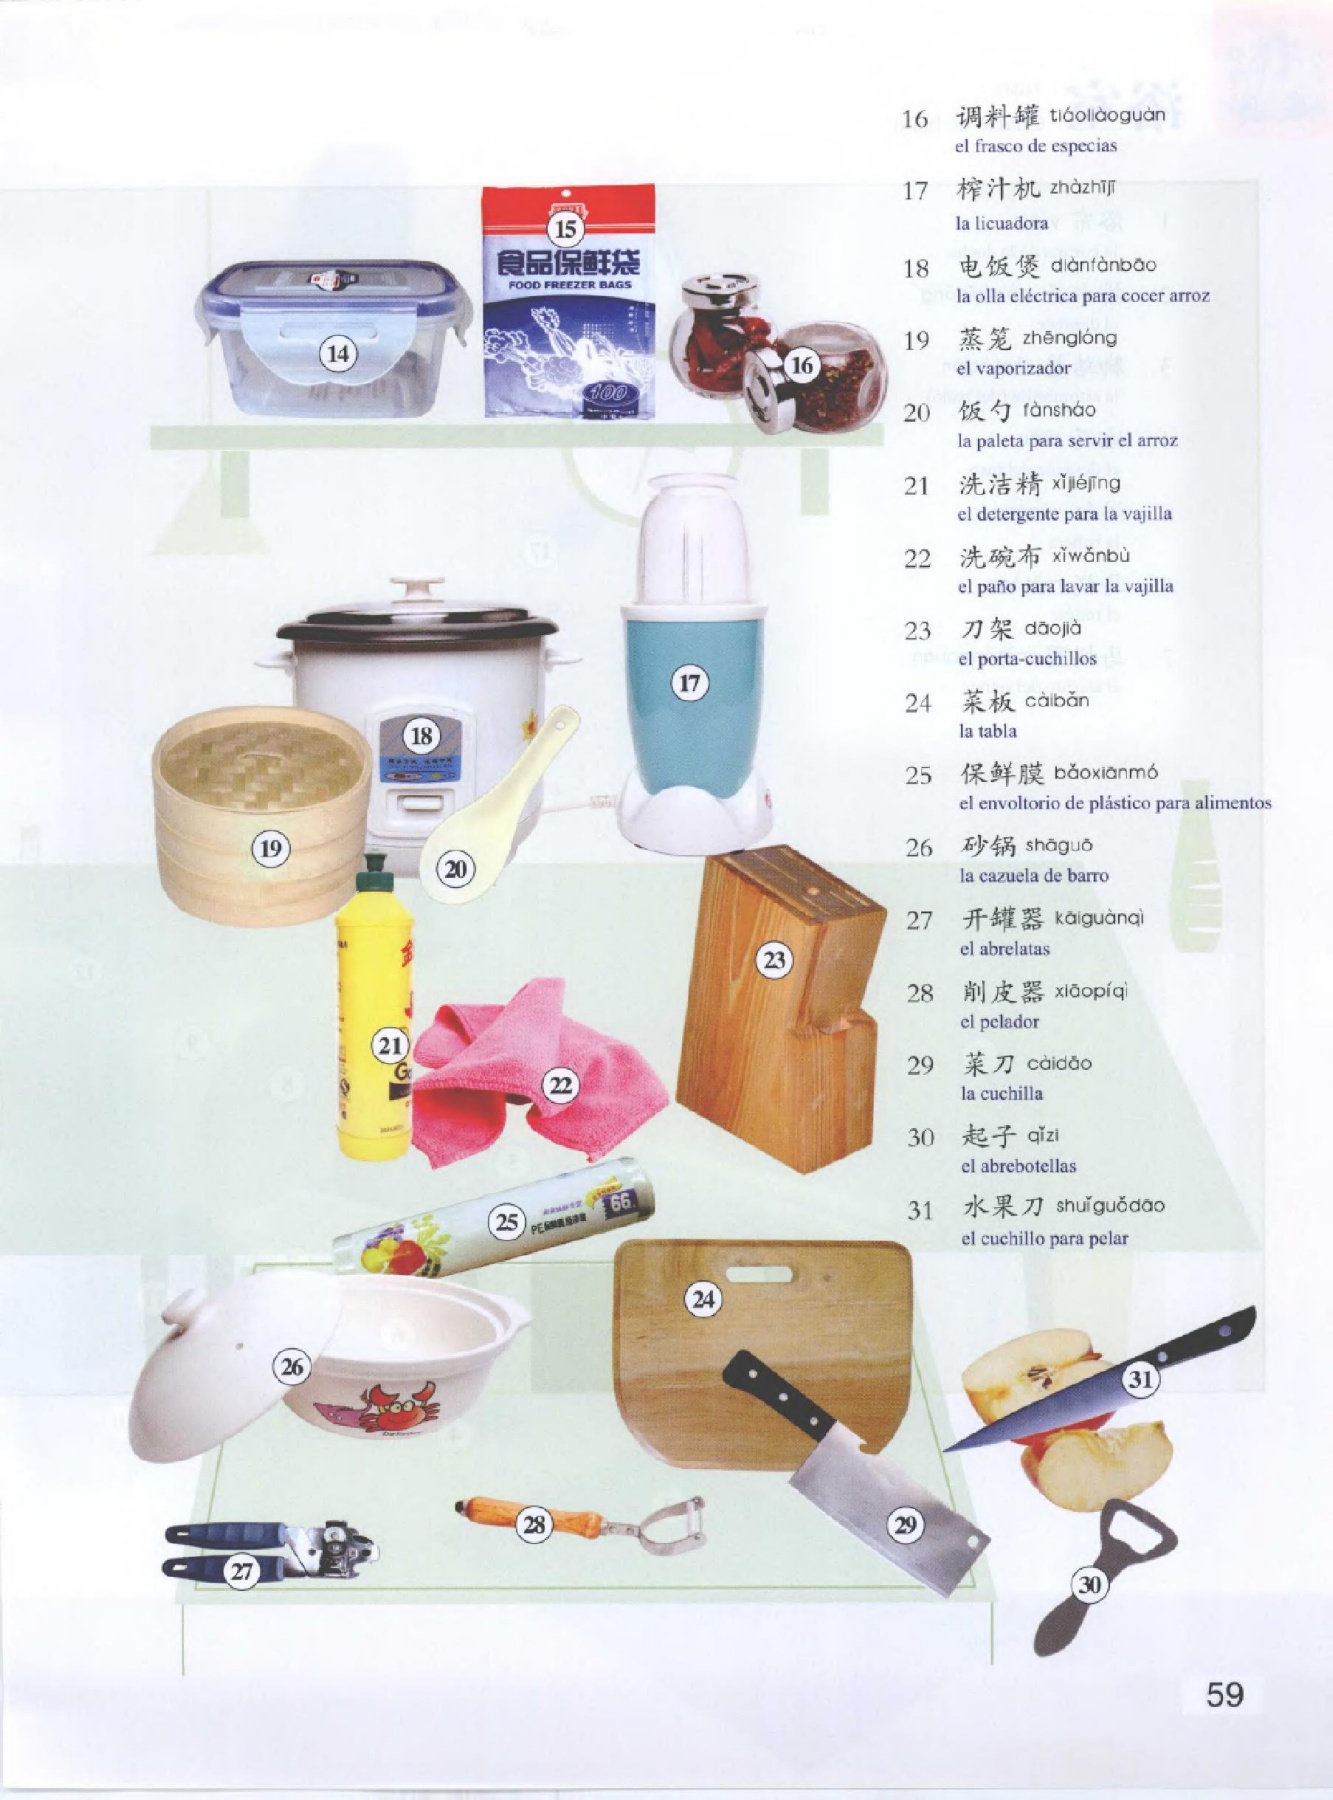 16 调料罐 tiáoliàoguàn
el frasco de especias
17 榨汁机 zhàzhījī
la licuadora
18 电饭煲 diànfànbāo
la olla eléctrica para cocer arroz
19 蒸笼 zhēnglóng
el vaporizador
20 饭勺 fànsháo
la paleta para servir el arroz
21 洗洁精 xǐjiéjīng
el detergente para la vajilla
22 洗碗布 xǐwǎnbù
el paño para lavar la vajilla
23 刀架 dāojià
el porta-cuchillos
24 菜板 càibǎn
la tabla
25 保鲜膜 bǎoxiānmó
el envoltorio de plástico para alimentos
26 砂锅 shāguō
la cazuela de barro
27 开罐器 kāiguànqì
el abrelatas
28 削皮器 xiāopíqì
el pelador
29 菜刀 càidāo
la cuchilla
30 起子 qǐzi
el abrebotellas
31 水果刀 shuǐguǒdāo
el cuchillo para pelar
14
15
食品保鲜袋
FOOD FREEZER BAGS
100
16
17
18
19
20
21
金
22
23
25
66
24
26
31
27
28
29
30
59